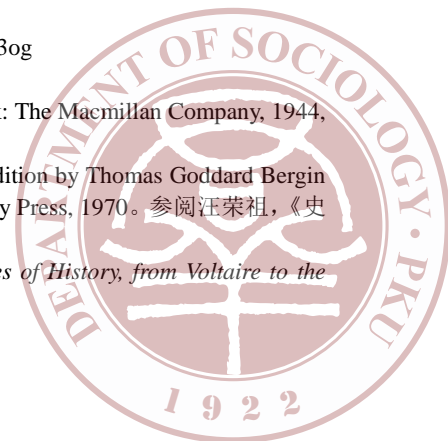 3og
: The Macmillan Company, 1944,
dition by Thomas Goddard Bergin
y Press, 1970。参阅汪荣祖，《史
es of History, from Voltaire to the
DEPARTMENT OF SOCIOLOGY · PKU
1922